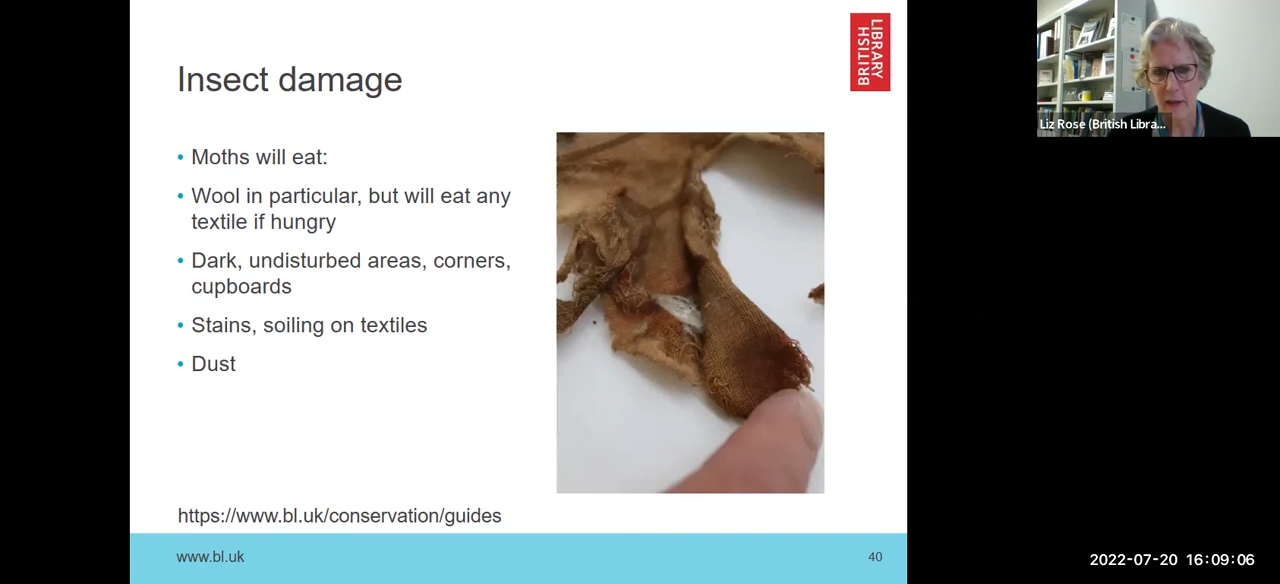 Insect damage
BRITISH
LIBRARY
• Moths will eat:
• Wool in particular, but will eat any
textile if hungry
• Dark, undisturbed areas, corners,
cupboards
• Stains, soiling on textiles
• Dust
https://www.bl.uk/conservation/guides
www.bl.uk
40
Liz Rose (British Libra...
2022-07-20 16:09:06